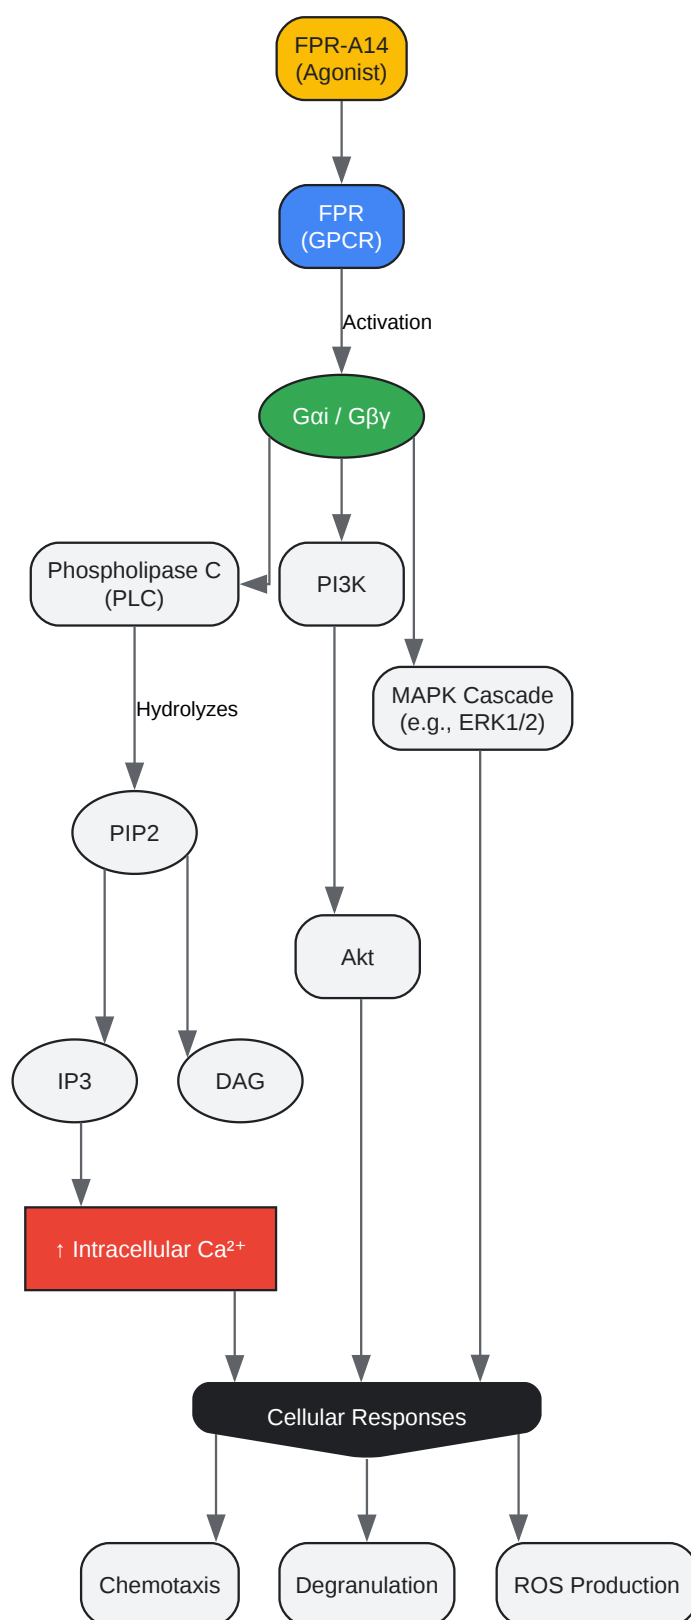 FPR-A14
(Agonist)
FPR
(GPCR)
Activation
Gαi / Gβγ
Phospholipase C
(PLC)
PI3K
MAPK Cascade
(e.g., ERK1/2)
Hydrolyzes
PIP2
Akt
IP3
DAG
↑ Intracellular Ca²⁺
Cellular Responses
Chemotaxis
Degranulation
ROS Production